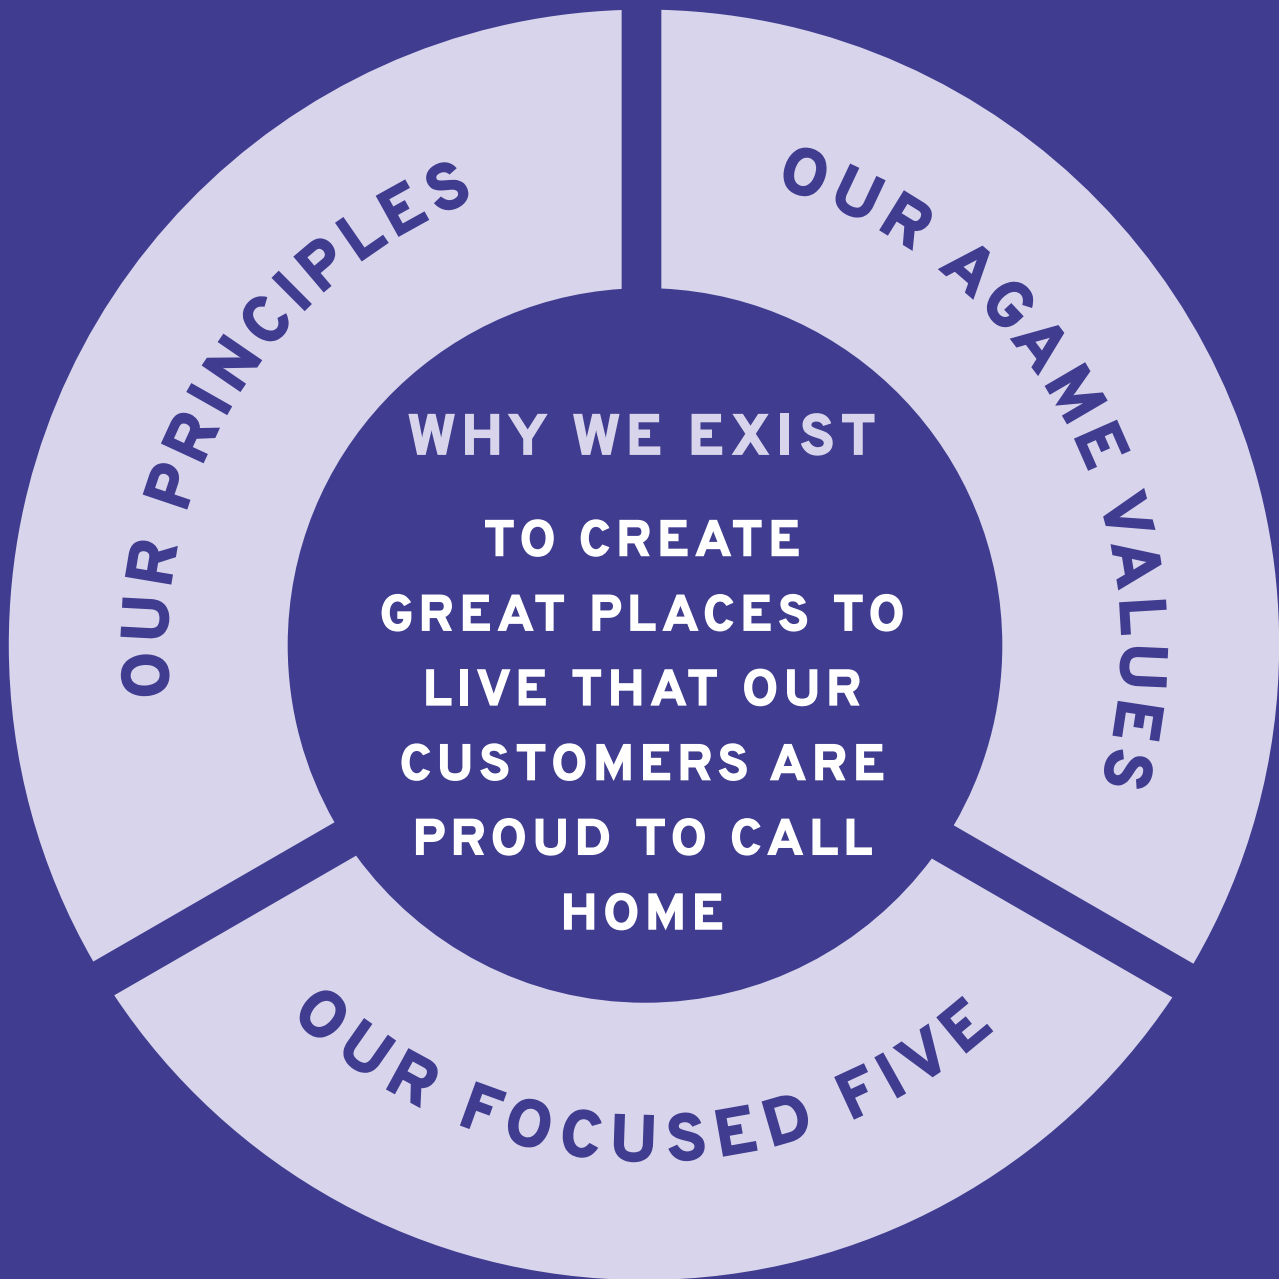 OUR PRINCIPLES
OUR AGAME VALUES
WHY WE EXIST
TO CREATE
GREAT PLACES TO
LIVE THAT OUR
CUSTOMERS ARE
PROUD TO CALL
HOME
OUR FOCUSED FIVE